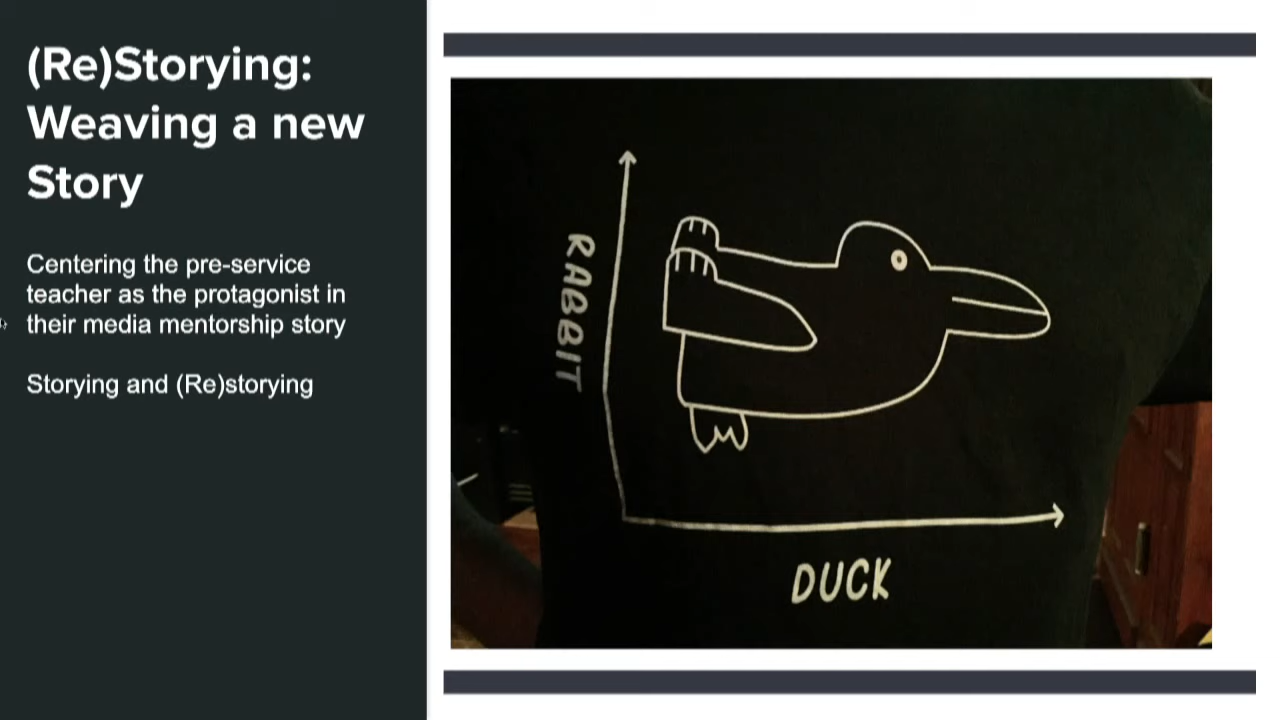 (Re)Storying:
Weaving a new
Story
Centering the pre-service
teacher as the protagonist in
their media mentorship story
Storying and (Re)storying
RABBIT
DUCK